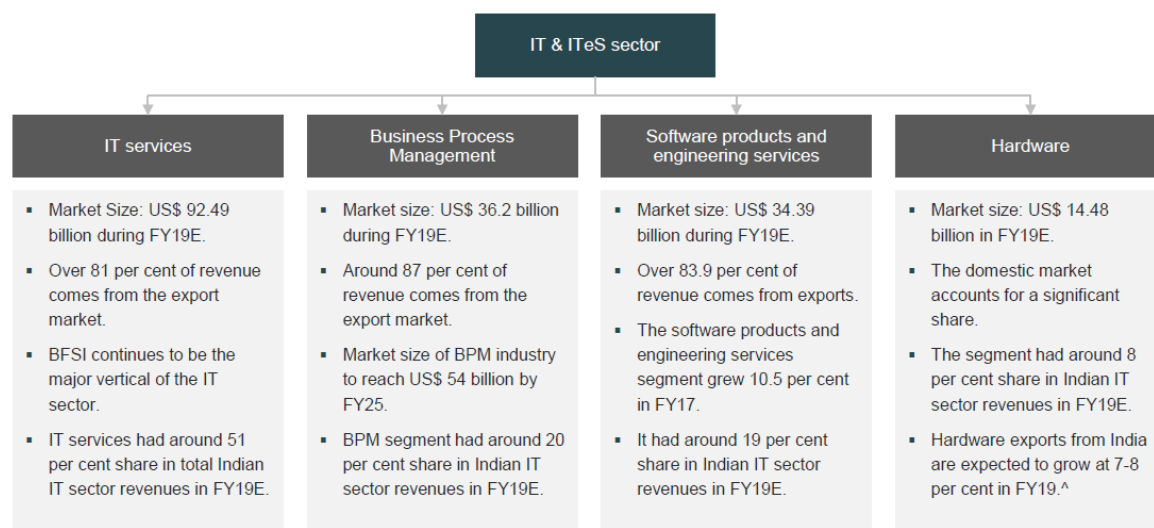 IT & ITeS sector
IT services
▪ Market Size: US$ 92.49
billion during FY19E.
▪ Over 81 per cent of revenue
comes from the export
market.
▪ BFSI continues to be the
major vertical of the IT
sector.
▪ IT services had around 51
per cent share in total Indian
IT sector revenues in FY19E.
Business Process
Management
▪ Market size: US$ 36.2 billion
during FY19E.
▪ Around 87 per cent of
revenue comes from the
export market.
▪ Market size of BPM industry
to reach US$ 54 billion by
FY25.
▪ BPM segment had around 20
per cent share in Indian IT
sector revenues in FY19E.
Software products and
engineering services
▪ Market size: US$ 34.39
billion during FY19E.
▪ Over 83.9 per cent of
revenue comes from exports.
▪ The software products and
engineering services
segment grew 10.5 per cent
in FY17.
▪ It had around 19 per cent
share in Indian IT sector
revenues in FY19E.
Hardware
▪ Market size: US$ 14.48
billion in FY19E.
▪ The domestic market
accounts for a significant
share.
▪ The segment had around 8
per cent share in Indian IT
sector revenues in FY19E.
▪ Hardware exports from India
are expected to grow at 7-8
per cent in FY19.^